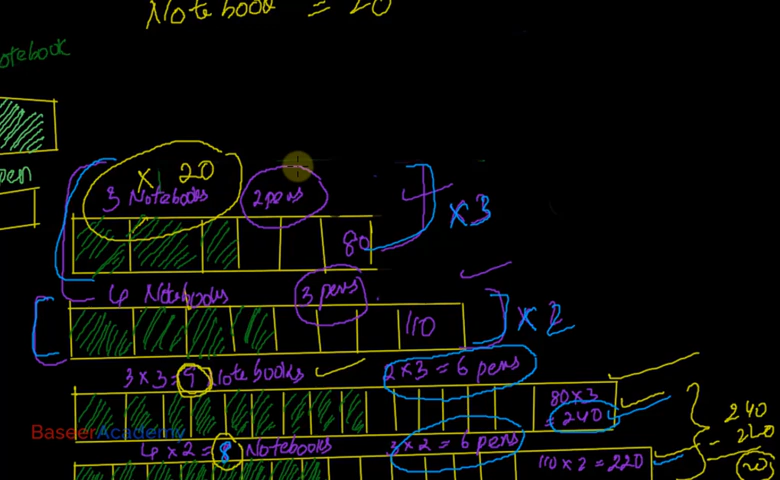 Notebook = 20
otebook
pen
x 20
3 Notebooks 2 pens
80
x 3
4 Notebooks 3 pens
110
x 2
3 x 3 = 9 Notebooks 2 x 3 = 6 pens
80 x 3
= 240
240
- 220
20
BaseerAcademy
4 x 2 = 8 Notebooks 3 x 2 = 6 pens
110 x 2 = 220